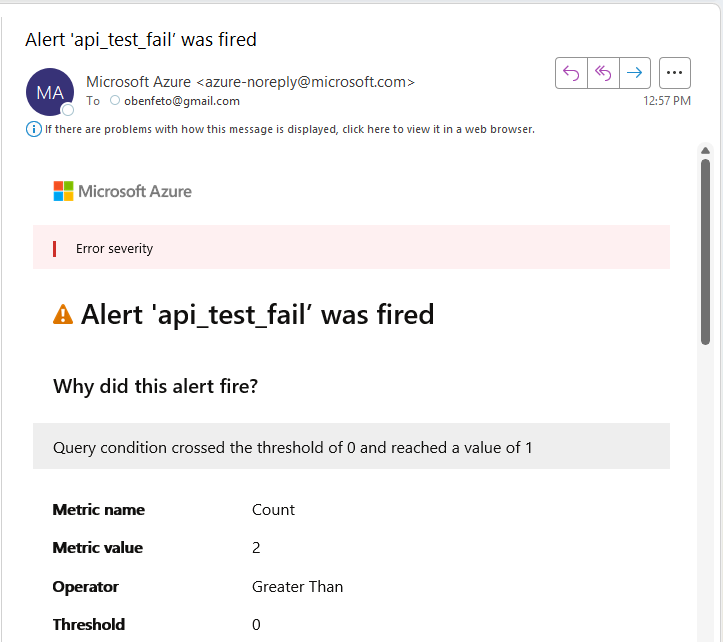 Alert 'api_test_fail’ was fired
MA
Microsoft Azure <azure-noreply@microsoft.com>
To obenfeto@gmail.com
12:57 PM
If there are problems with how this message is displayed, click here to view it in a web browser.
Microsoft Azure
Error severity
Alert 'api_test_fail’ was fired
Why did this alert fire?
Query condition crossed the threshold of 0 and reached a value of 1
Metric name Count
Metric value 2
Operator Greater Than
Threshold 0